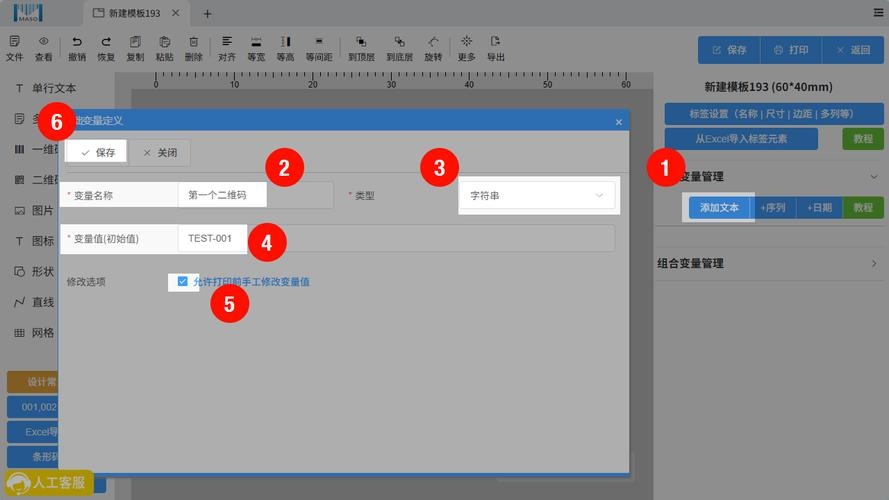 MASO
新建模板193 × +
文件 查看 撤销 恢复 复制 粘贴 删除 对齐 等宽 等高 等间距 到顶层 到底层 旋转 更多 导出
保存 打印 返回
0 10 20 30 40 50 60
新建模板193 (60*40mm)
标签设置（名称 | 尺寸 | 边距 | 多列等）
从Excel导入标签元素 教程
1
变量管理
添加文本 +序列 +日期 教程
组合变量管理
单行文本
多
一维码
二维码
图片
图标
形状
直线
网格
设计常
001,002
Excel导
条形码
人工客服
础变量定义 ×
6
保存 × 关闭
2
3
* 变量名称 第一个二维码 * 类型 字符串
* 变量值(初始值) TEST-001
4
修改选项 允许打印前手工修改变量值
5